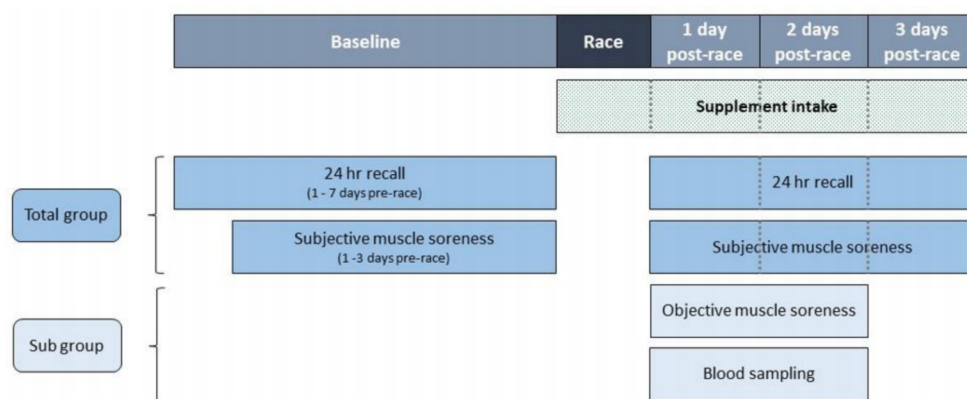 Baseline
Race
1 day
post-race
2 days
post-race
3 days
post-race
Supplement intake
Total group
24 hr recall
(1 - 7 days pre-race)
24 hr recall
Subjective muscle soreness
(1 -3 days pre-race)
Subjective muscle soreness
Sub group
Objective muscle soreness
Blood sampling